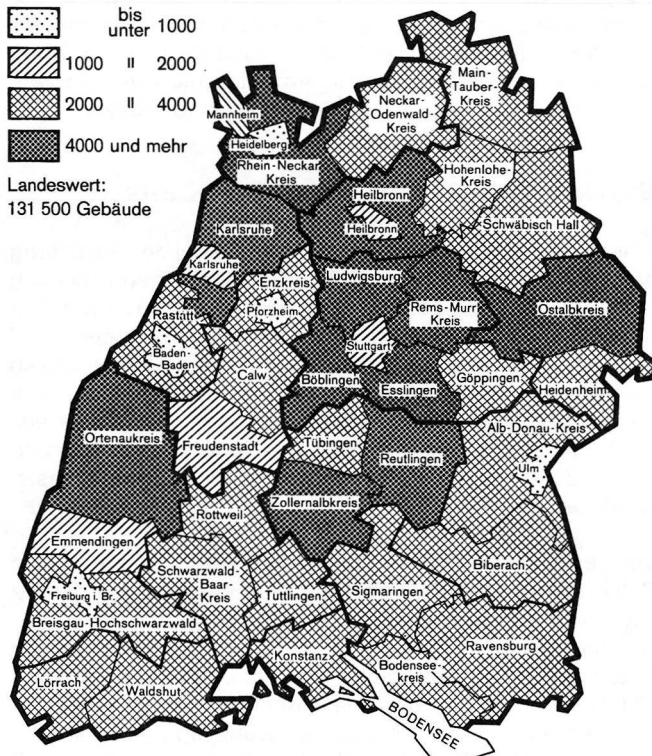 bis
unter 1000
1000 " 2000
2000 " 4000
4000 und mehr
Landeswert:
131 500 Gebäude
Main-
Tauber-
Kreis
Neckar-
Odenwald-
Kreis
Mannheim
Heidelberg
Rhein-Neckar
Kreis
Hohenlohe-
Kreis
Heilbronn
Heilbronn
Schwäbisch Hall
Karlsruhe
Karlsruhe
Ludwigsburg
Enzkreis
Pforzheim
Rems-Murr
Kreis
Ostalbkreis
Rastatt
Baden-
Baden
Stuttgart
Calw
Böblingen
Esslingen
Göppingen
Heidenheim
Ortenaukreis
Freudenstadt
Tübingen
Reutlingen
Alb-Donau-Kreis
Ulm
Zollernalbkreis
Rottweil
Emmendingen
Schwarzwald-
Baar-
Kreis
Tuttlingen
Sigmaringen
Biberach
Freiburg i. Br.
Breisgau-Hochschwarzwald
Konstanz
Bodensee-
kreis
Ravensburg
Lörrach
Waldshut
BODENSEE